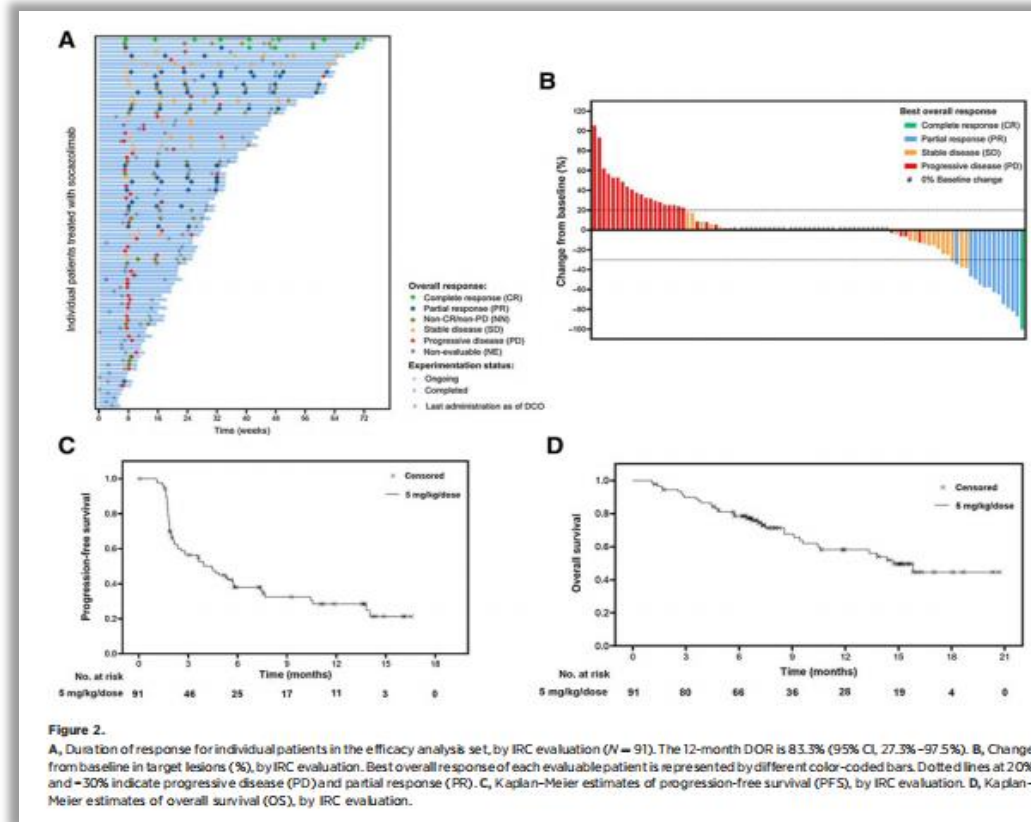 A
Individual patients treated with socazolimab
0 8 16 24 32 40 48 56 64 72
Time (weeks)
Overall response:
Complete response (CR)
Partial response (PR)
Non-CR/non-PD (NN)
Stable disease (SD)
Progressive disease (PD)
Non-evaluable (NE)
Experimentation status:
Ongoing
Completed
Last administration as of DCO
B
Change from baseline (%)
120
100
80
60
40
20
0
-20
-40
-60
-80
-100
Best overall response
Complete response (CR)
Partial response (PR)
Stable disease (SD)
Progressive disease (PD)
# 0% Baseline change
C
Progression-free survival
1.0
0.8
0.6
0.4
0.2
0.0
× Censored
5 mg/kg/dose
0 3 6 9 12 15 18
Time (months)
No. at risk
5 mg/kg/dose 91 46 25 17 11 3 0
D
Overall survival
1.0
0.8
0.6
0.4
0.2
0.0
× Censored
5 mg/kg/dose
0 3 6 9 12 15 18 21
Time (months)
No. at risk
5 mg/kg/dose 91 80 66 36 28 19 4 0
Figure 2.
A, Duration of response for individual patients in the efficacy analysis set, by IRC evaluation (N = 91). The 12-month DOR is 83.3% (95% CI, 27.3%–97.5%). B, Change
from baseline in target lesions (%), by IRC evaluation. Best overall response of each evaluable patient is represented by different color-coded bars. Dotted lines at 20%
and −30% indicate progressive disease (PD) and partial response (PR). C, Kaplan–Meier estimates of progression-free survival (PFS), by IRC evaluation. D, Kaplan–
Meier estimates of overall survival (OS), by IRC evaluation.